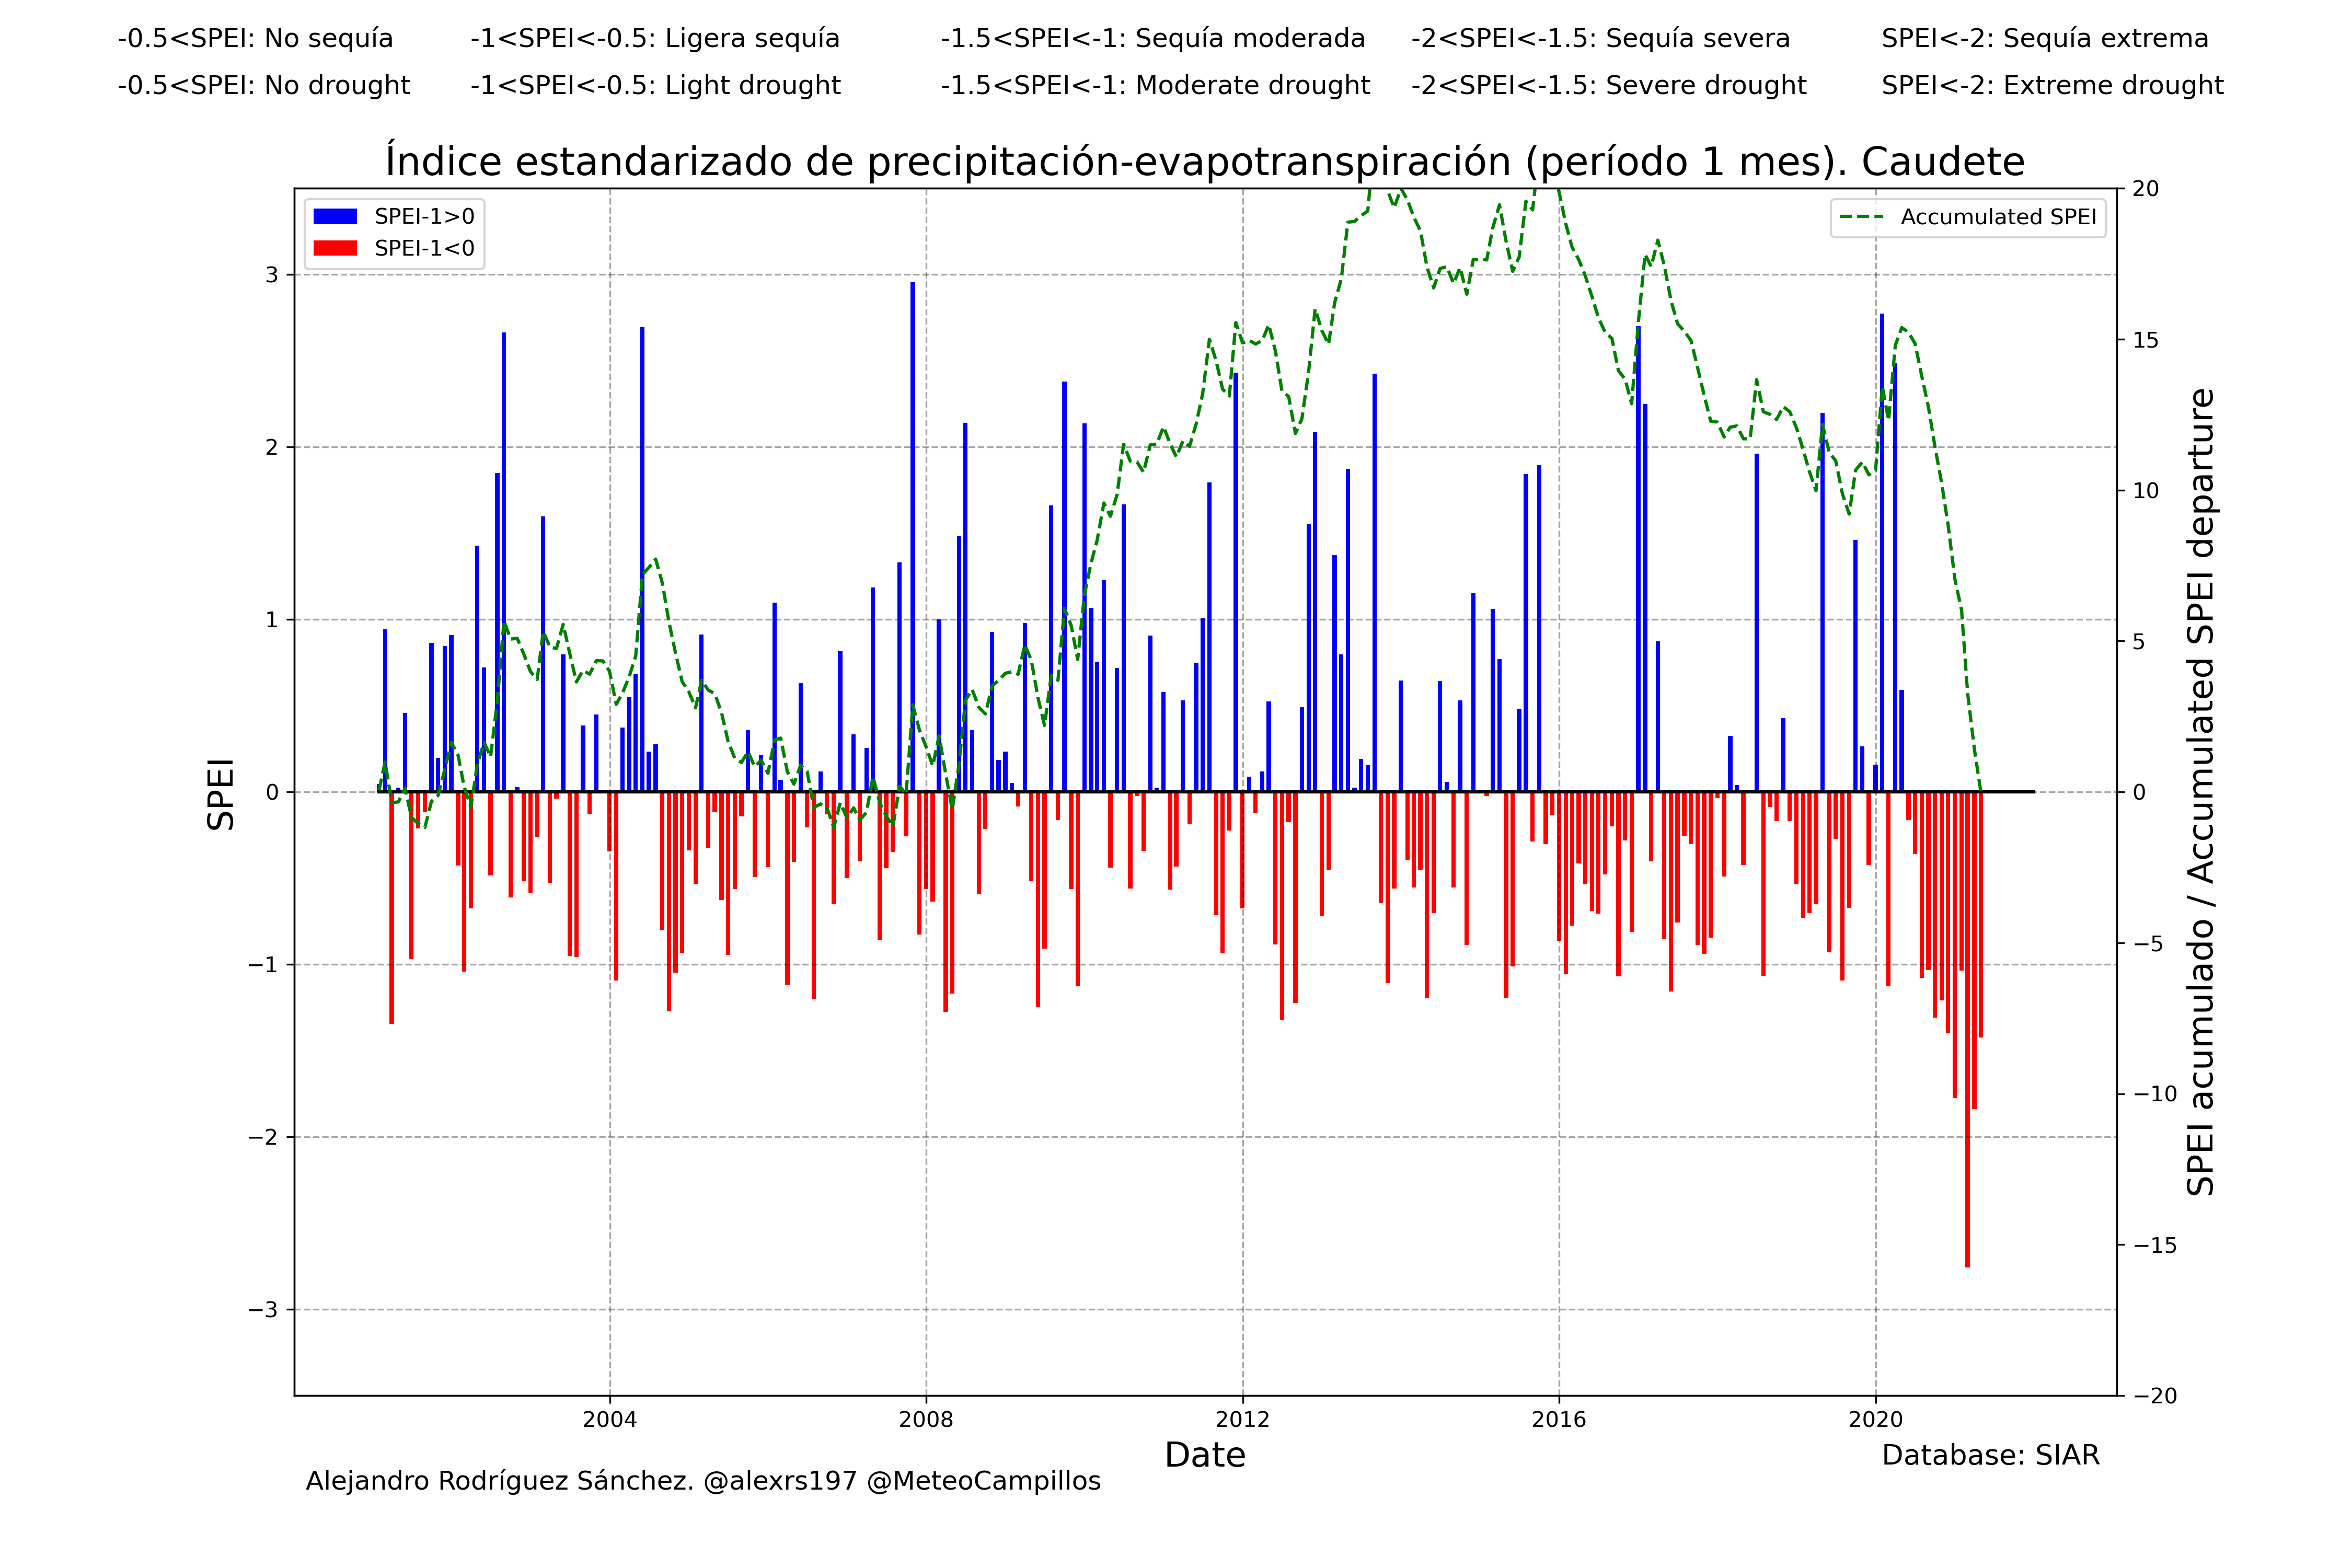 -0.5<SPEI: No sequía -1<SPEI<-0.5: Ligera sequía -1.5<SPEI<-1: Sequía moderada -2<SPEI<-1.5: Sequía severa SPEI<-2: Sequía extrema
-0.5<SPEI: No drought -1<SPEI<-0.5: Light drought -1.5<SPEI<-1: Moderate drought -2<SPEI<-1.5: Severe drought SPEI<-2: Extreme drought
Índice estandarizado de precipitación-evapotranspiración (período 1 mes). Caudete
SPEI-1>0
SPEI-1<0
Accumulated SPEI
SPEI
3
2
1
0
−1
−2
−3
20
15
10
5
0
−5
−10
−15
−20
SPEI acumulado / Accumulated SPEI departure
2004 2008 2012 2016 2020
Date
Database: SIAR
Alejandro Rodríguez Sánchez. @alexrs197 @MeteoCampillos